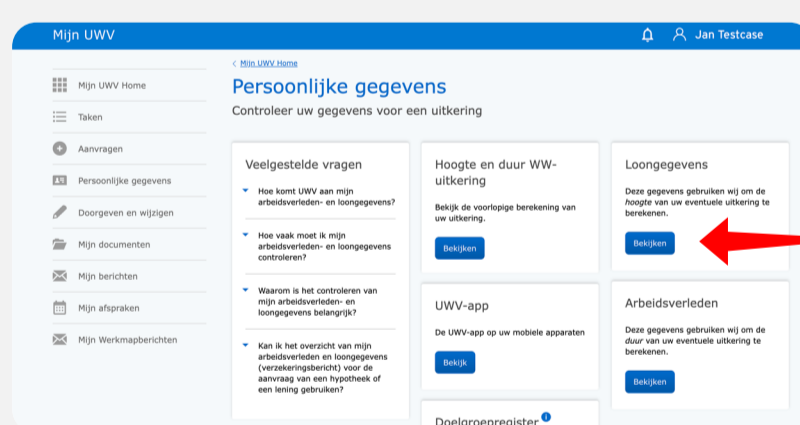 Mijn UWV
Jan Testcase
Mijn UWV Home
Taken
Aanvragen
Persoonlijke gegevens
Doorgeven en wijzigen
Mijn documenten
Mijn berichten
Mijn afspraken
Mijn Werkmapberichten
< Mijn UWV Home
Persoonlijke gegevens
Controleer uw gegevens voor een uitkering
Veelgestelde vragen
Hoe komt UWV aan mijn
arbeidsverleden- en loongegevens?
Hoe vaak moet ik mijn
arbeidsverleden- en loongegevens
controleren?
Waarom is het controleren van
mijn arbeidsverleden- en
loongegevens belangrijk?
Kan ik het overzicht van mijn
arbeidsverleden en loongegevens
(verzekeringsbericht) voor de
aanvraag van een hypotheek of
een lening gebruiken?
Hoogte en duur WW-
uitkering
Bekijk de voorlopige berekening van
uw uitkering.
Bekijken
UWV-app
De UWV-app op uw mobiele apparaten
Bekijk
Doelgroepregister
Loongegevens
Deze gegevens gebruiken wij om de
hoogte van uw eventuele uitkering te
berekenen.
Bekijken
Arbeidsverleden
Deze gegevens gebruiken wij om de
duur van uw eventuele uitkering te
berekenen.
Bekijken